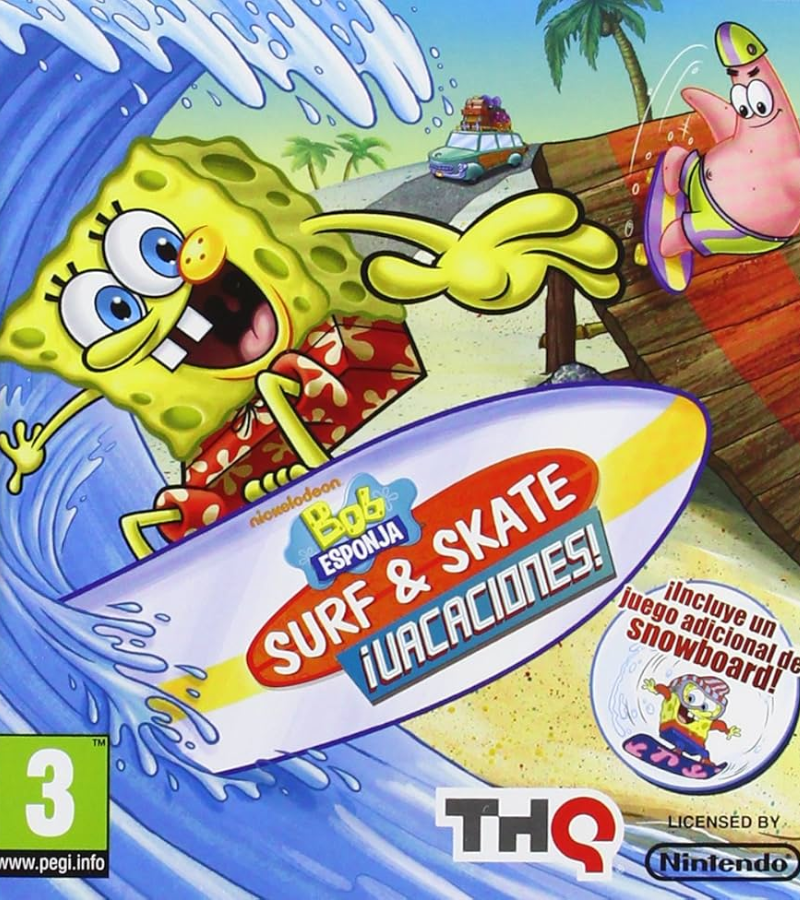 nickelodeon
Bob
ESPONJA
SURF & SKATE
¡VACACIONES!
¡Incluye un
juego adicional de
snowboard!
3
TM
www.pegi.info
THQ
LICENSED BY
Nintendo